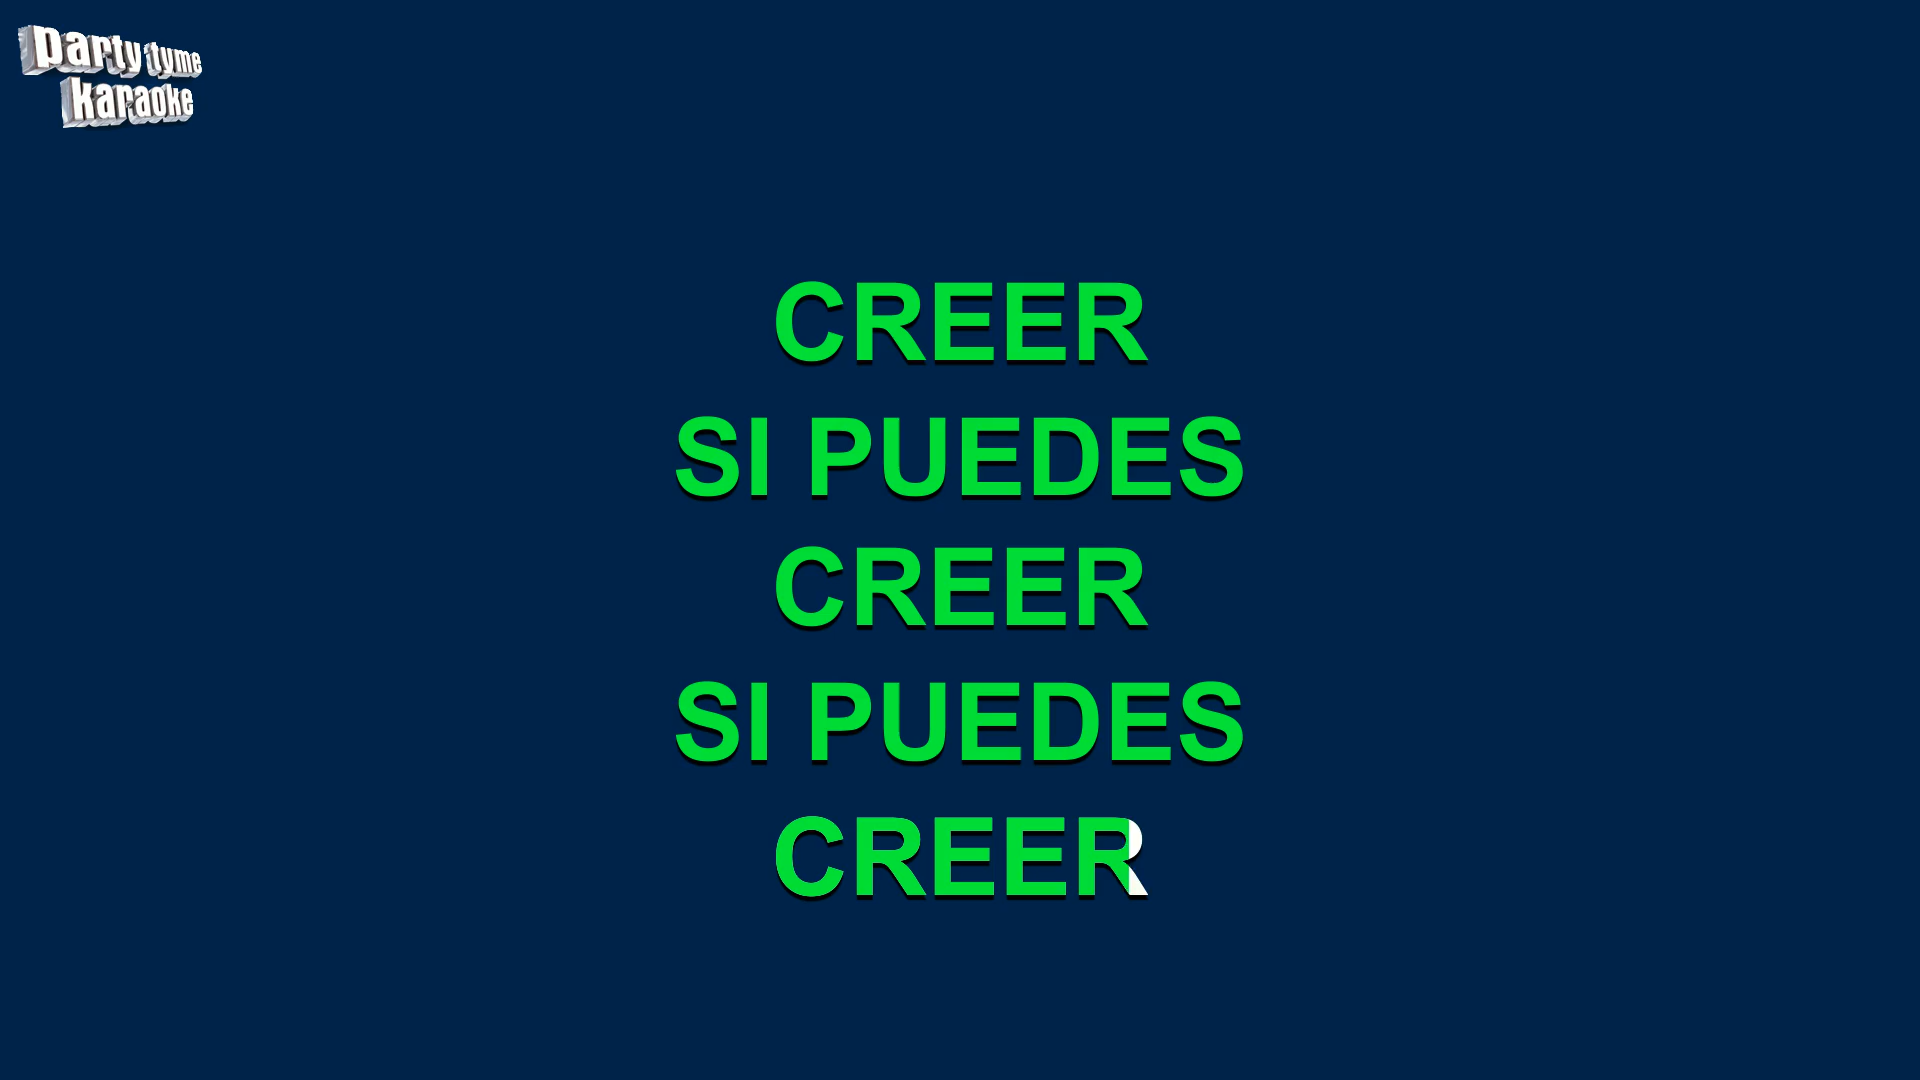 party tyme
karaoke
CREER
SI PUEDES
CREER
SI PUEDES
CREER